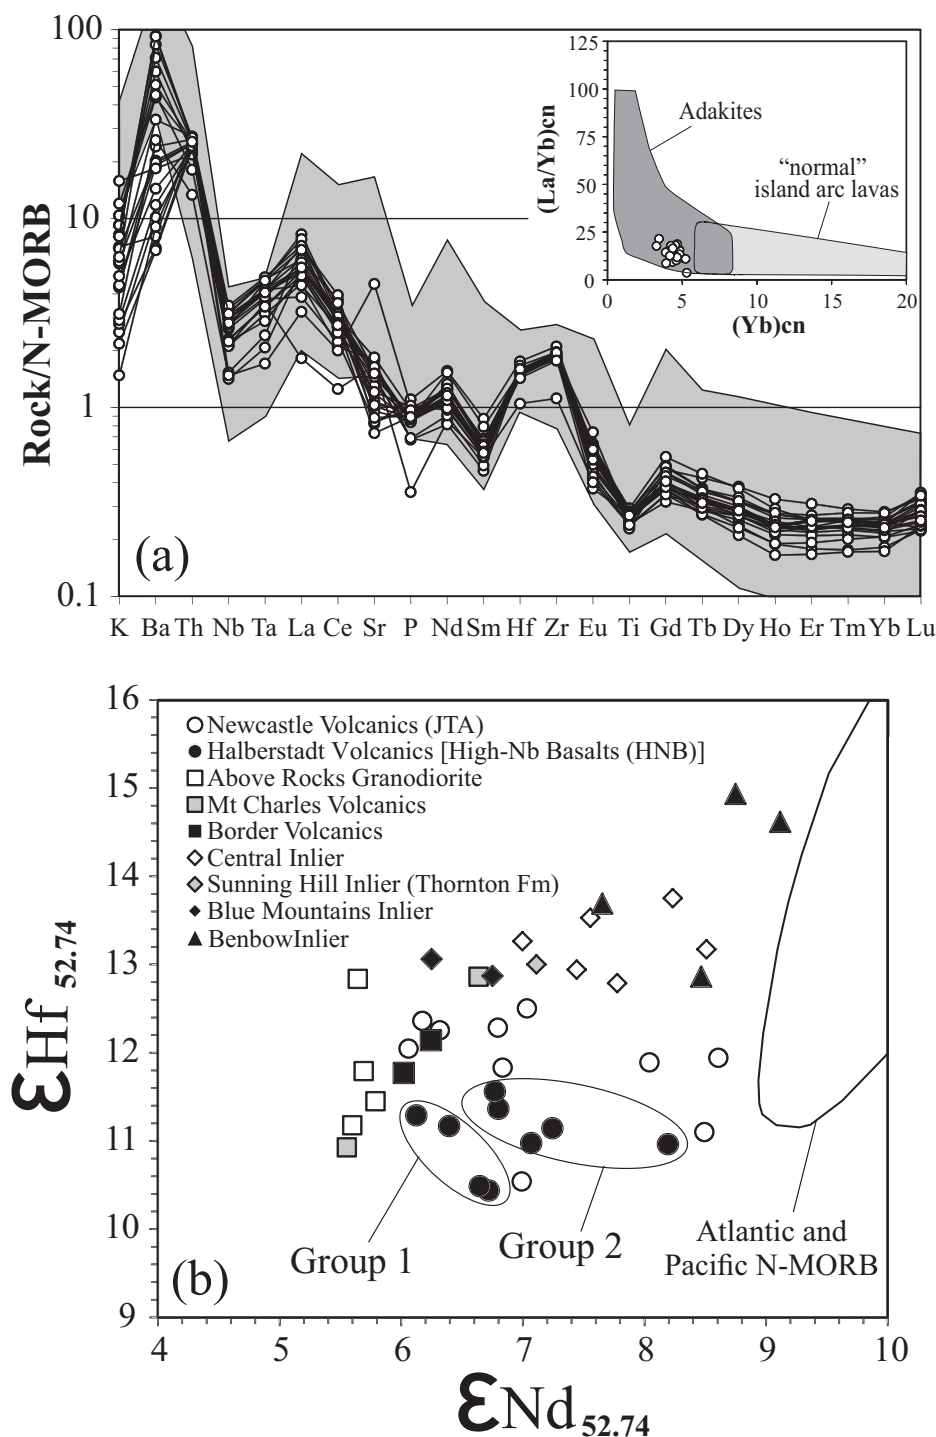 100
10
1
0.1
Rock/N-MORB
(a)
K Ba Th Nb Ta La Ce Sr P Nd Sm Hf Zr Eu Ti Gd Tb Dy Ho Er Tm Yb Lu
125
100
75
50
25
0
(La/Yb)cn
Adakites
“normal”
island arc lavas
0 5 10 15 20
(Yb)cn
16
15
14
13
12
11
10
9
εHf 52.74
Newcastle Volcanics (JTA)
Halberstadt Volcanics [High-Nb Basalts (HNB)]
Above Rocks Granodiorite
Mt Charles Volcanics
Border Volcanics
Central Inlier
Sunning Hill Inlier (Thornton Fm)
Blue Mountains Inlier
BenbowInlier
Group 1
Group 2
Atlantic and
Pacific N-MORB
(b)
4 5 6 7 8 9 10
εNd52.74